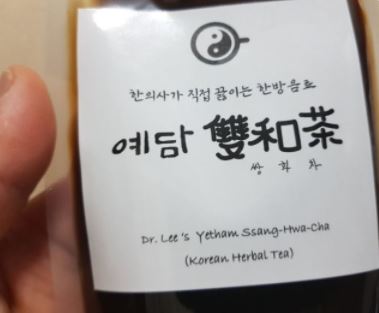 한의사가 직접 끓이는 한방음료
예담 雙和茶
쌍화차
Dr. Lee's Yetham Ssang-Hwa-Cha
(Korean Herbal Tea)